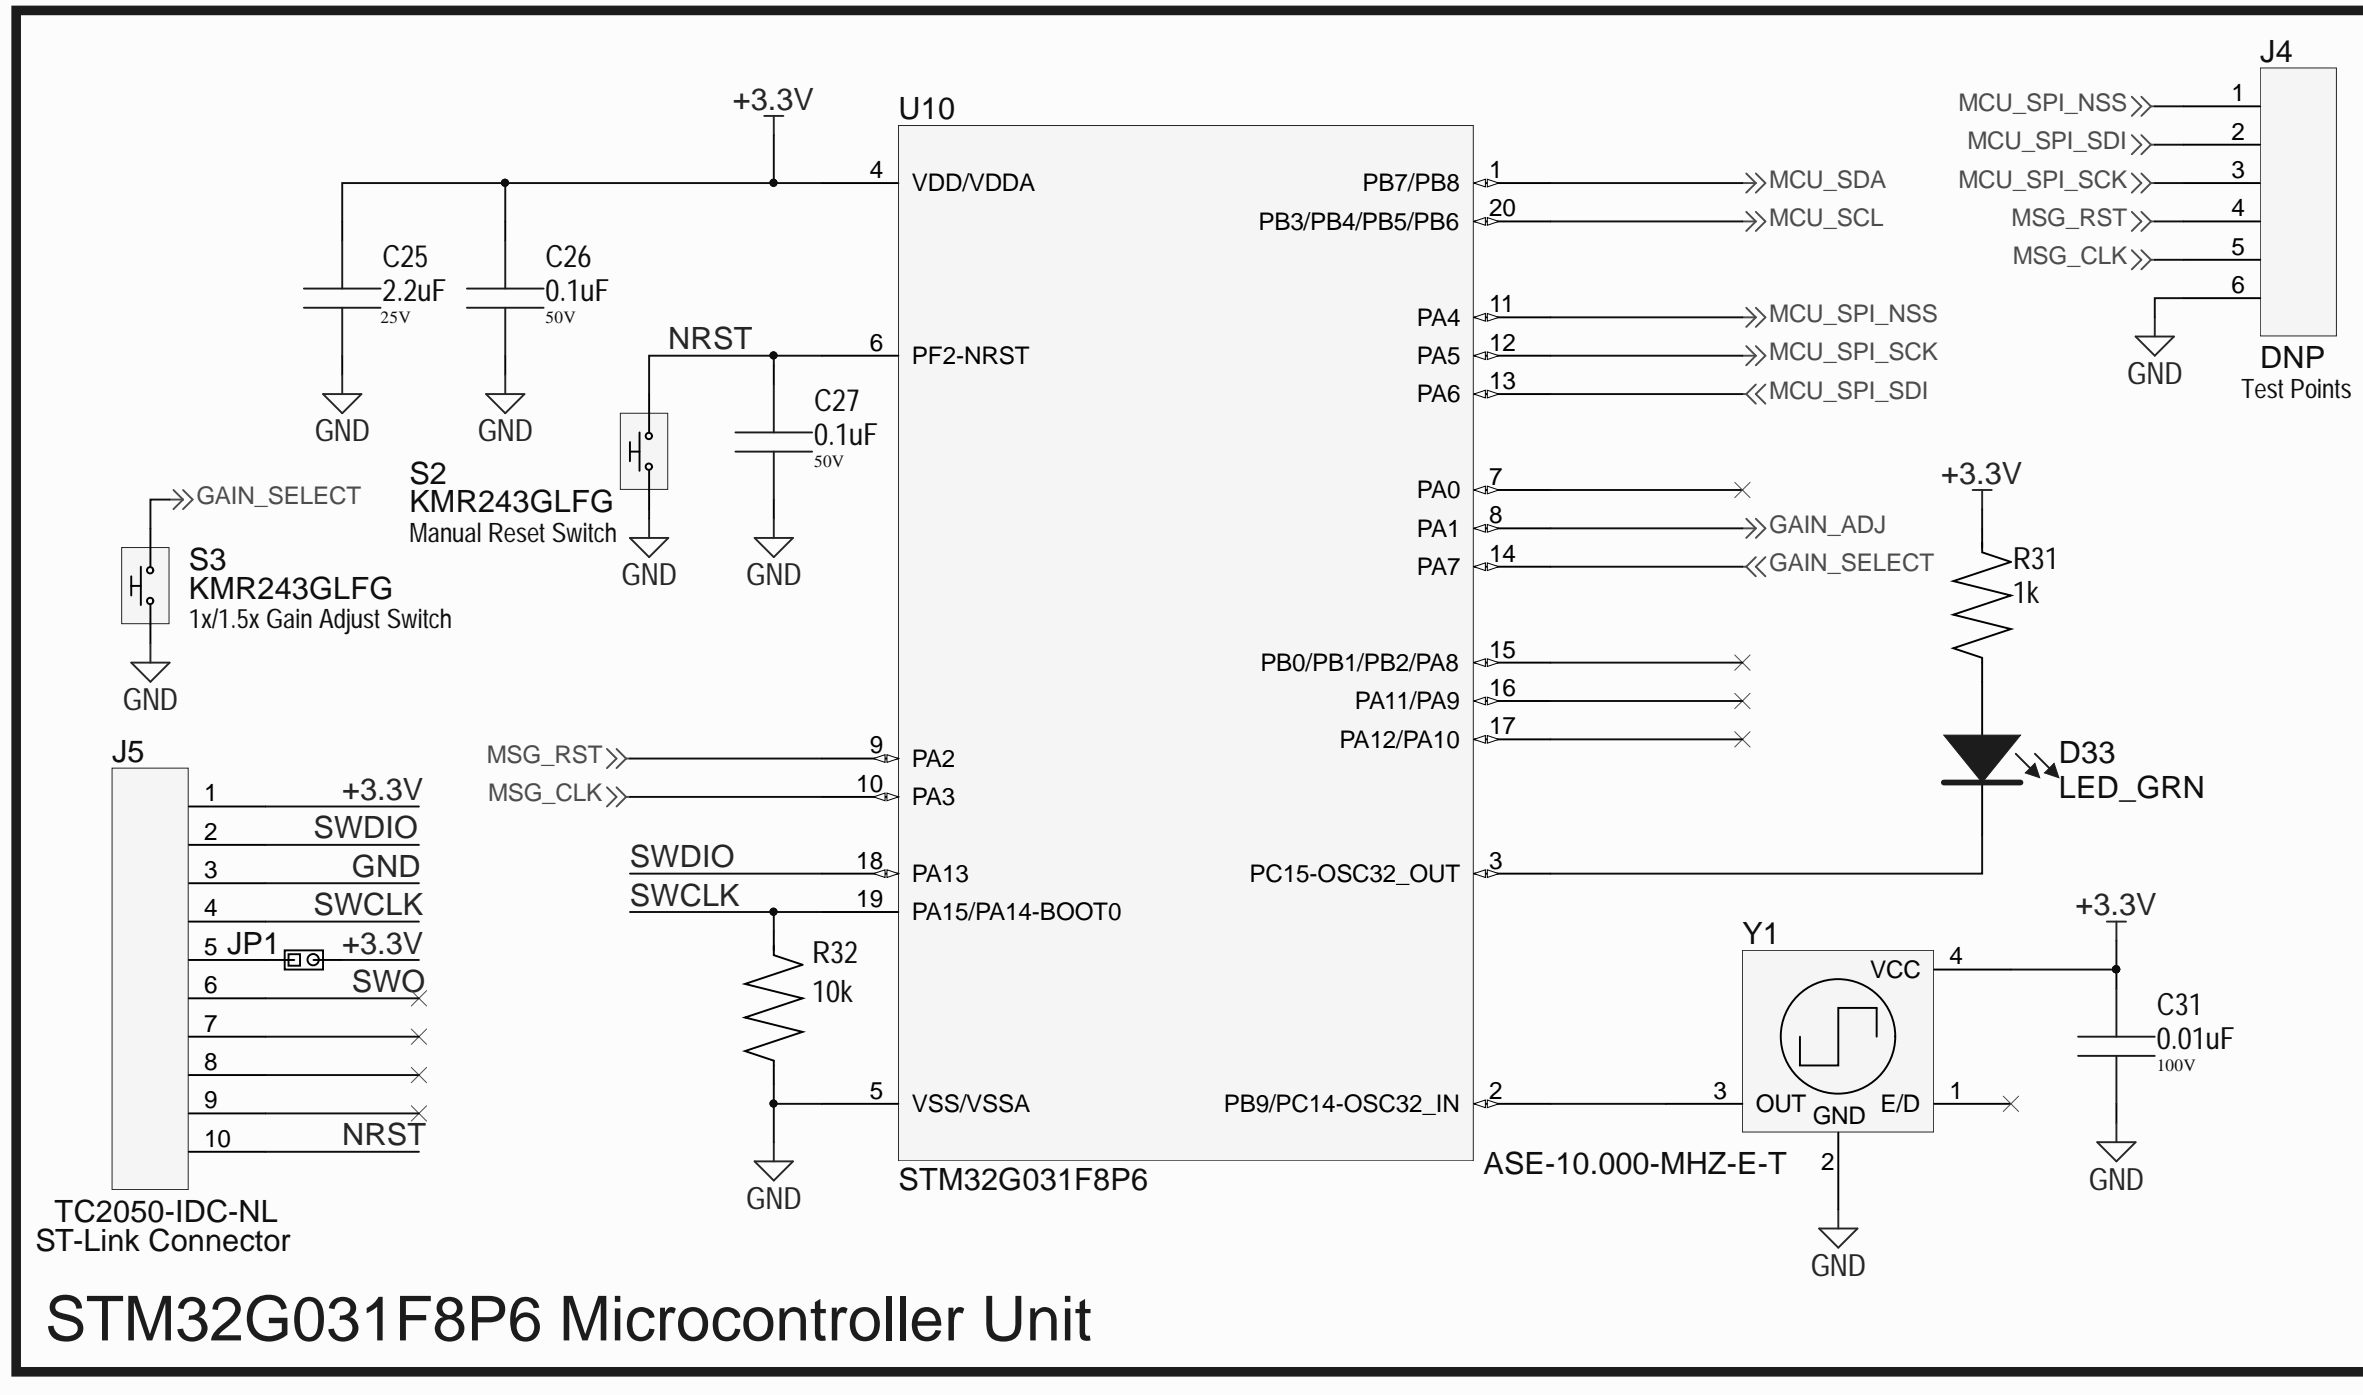 J4
MCU_SPI_NSS 1
MCU_SPI_SDI 2
MCU_SPI_SCK 3
MSG_RST 4
MSG_CLK 5
6
GND
DNP
Test Points
+3.3V
U10
4 VDD/VDDA
C25
2.2uF
25V
GND
C26
0.1uF
50V
GND
NRST
6 PF2-NRST
C27
0.1uF
50V
GND
S2
KMR243GLFG
Manual Reset Switch
GND
GAIN_SELECT
S3
KMR243GLFG
1x/1.5x Gain Adjust Switch
GND
PB7/PB8 1 MCU_SDA
PB3/PB4/PB5/PB6 20 MCU_SCL
PA4 11 MCU_SPI_NSS
PA5 12 MCU_SPI_SCK
PA6 13 MCU_SPI_SDI
PA0 7
PA1 8 GAIN_ADJ
PA7 14 GAIN_SELECT
PB0/PB1/PB2/PA8 15
PA11/PA9 16
PA12/PA10 17
+3.3V
R31
1k
D33
LED_GRN
PC15-OSC32_OUT 3
MSG_RST 9 PA2
MSG_CLK 10 PA3
SWDIO 18 PA13
SWCLK 19 PA15/PA14-BOOT0
R32
10k
5 VSS/VSSA
GND
PB9/PC14-OSC32_IN 2
STM32G031F8P6
J5
1 +3.3V
2 SWDIO
3 GND
4 SWCLK
5 JP1 +3.3V
6 SWO
7
8
9
10 NRST
TC2050-IDC-NL
ST-Link Connector
Y1
VCC 4
3 OUT
GND
E/D 1
2
ASE-10.000-MHZ-E-T
GND
+3.3V
C31
0.01uF
100V
GND
STM32G031F8P6 Microcontroller Unit